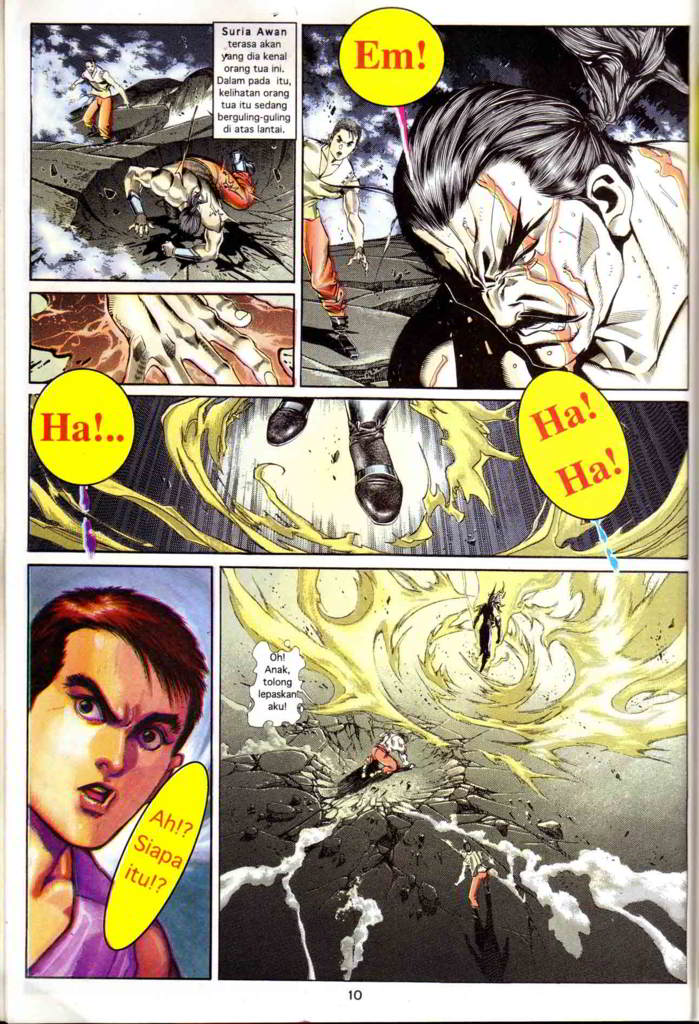 Suria Awan
terasa akan
yang dia kenal
orang tua ini.
Dalam pada itu,
kelihatan orang
tua itu sedang
berguling-guling
di atas lantai.
Em!
Ha!..
Ha!
Ha!
Ah!?
Siapa
itu!?
Oh!
Anak,
tolong
lepaskan
aku!
10